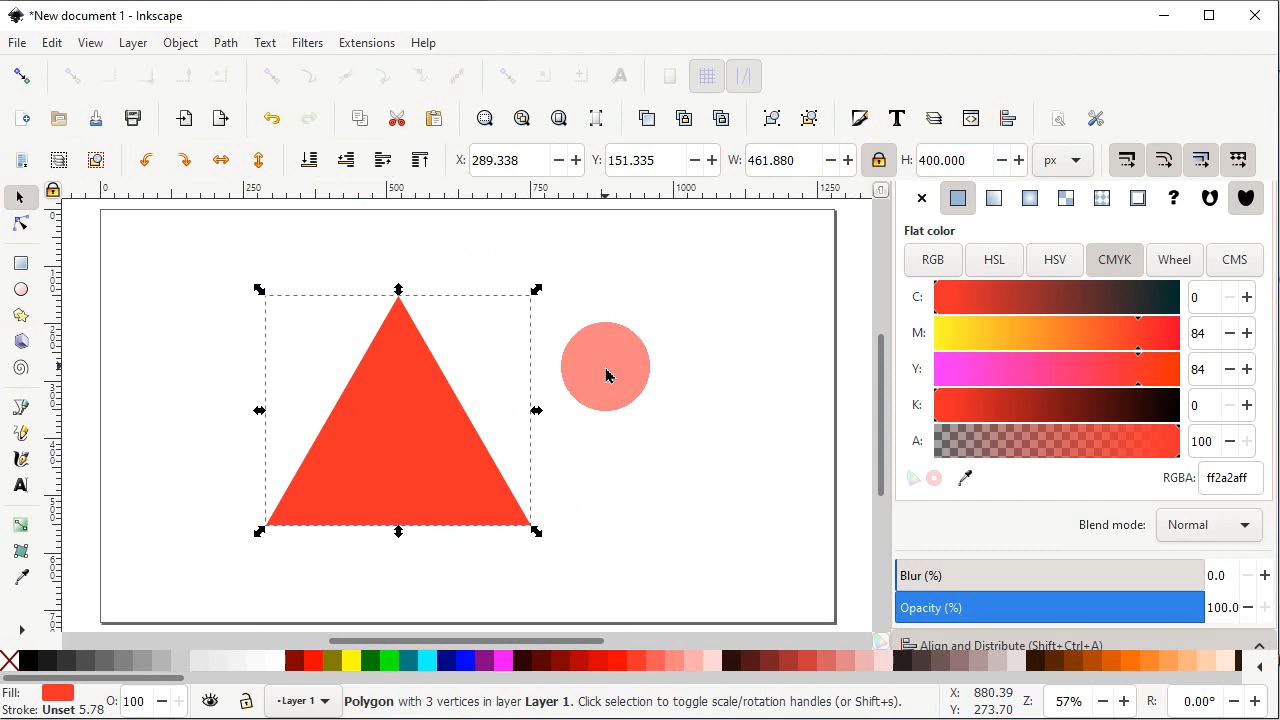 *New document 1 - Inkscape
File Edit View Layer Object Path Text Filters Extensions Help
X: 289.338 Y: 151.335 W: 461.880 H: 400.000 px
0 250 500 750 1000 1250
Flat color
RGB HSL HSV CMYK Wheel CMS
C: 0
M: 84
Y: 84
K: 0
A: 100
RGBA: ff2a2aff
Blend mode: Normal
Blur (%) 0.0
Opacity (%) 100.0
Align and Distribute (Shift+Ctrl+A)
Fill:
Stroke: Unset 5.78
O: 100
Layer 1
Polygon with 3 vertices in layer Layer 1. Click selection to toggle scale/rotation handles (or Shift+s).
X: 880.39
Y: 273.70
Z: 57%
R: 0.00°